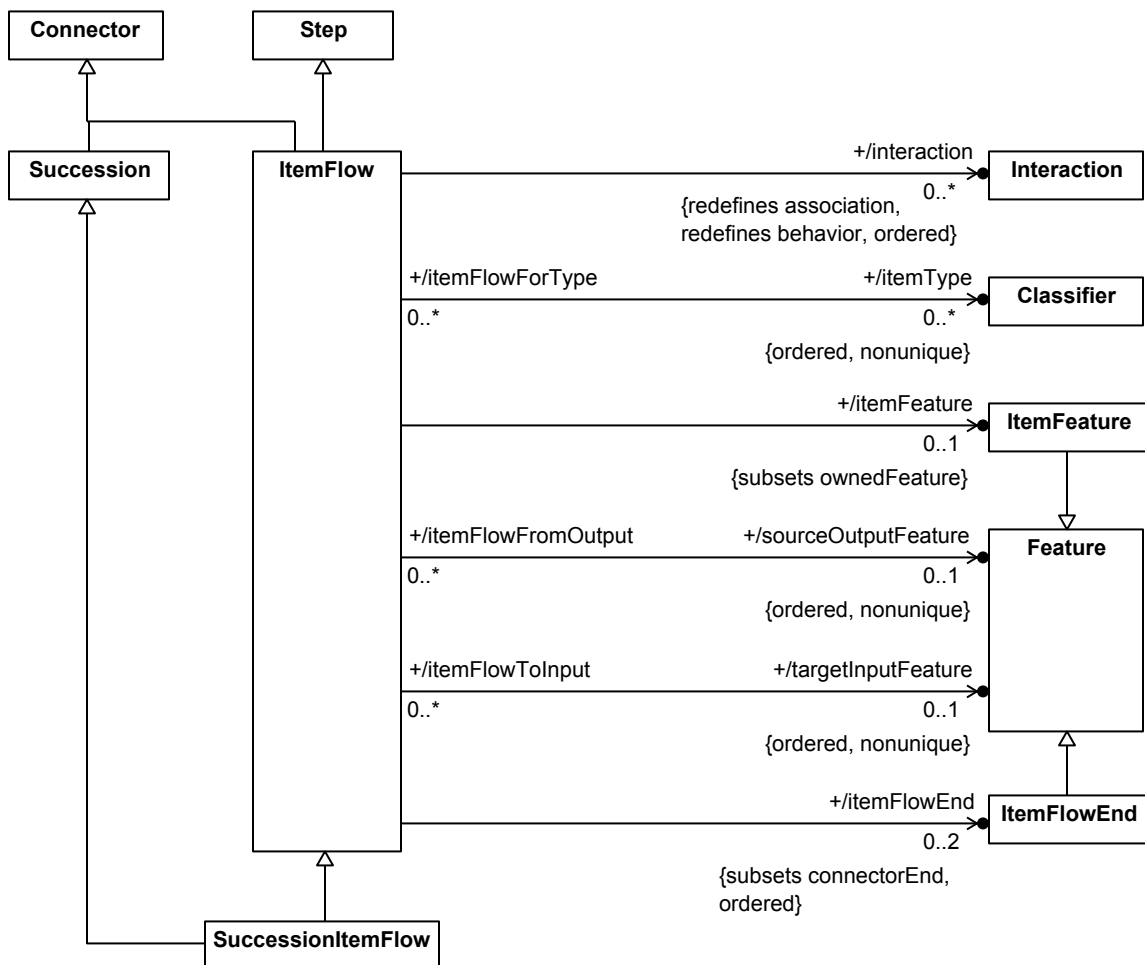 Connector
Step
Succession
ItemFlow
+/interaction
0..*
{redefines association,
redefines behavior, ordered}
Interaction
+/itemFlowForType
+/itemType
0..*
0..*
{ordered, nonunique}
Classifier
+/itemFeature
0..1
{subsets ownedFeature}
ItemFeature
+/itemFlowFromOutput
+/sourceOutputFeature
0..*
0..1
{ordered, nonunique}
Feature
+/itemFlowToInput
+/targetInputFeature
0..*
0..1
{ordered, nonunique}
+/itemFlowEnd
0..2
{subsets connectorEnd,
ordered}
ItemFlowEnd
SuccessionItemFlow